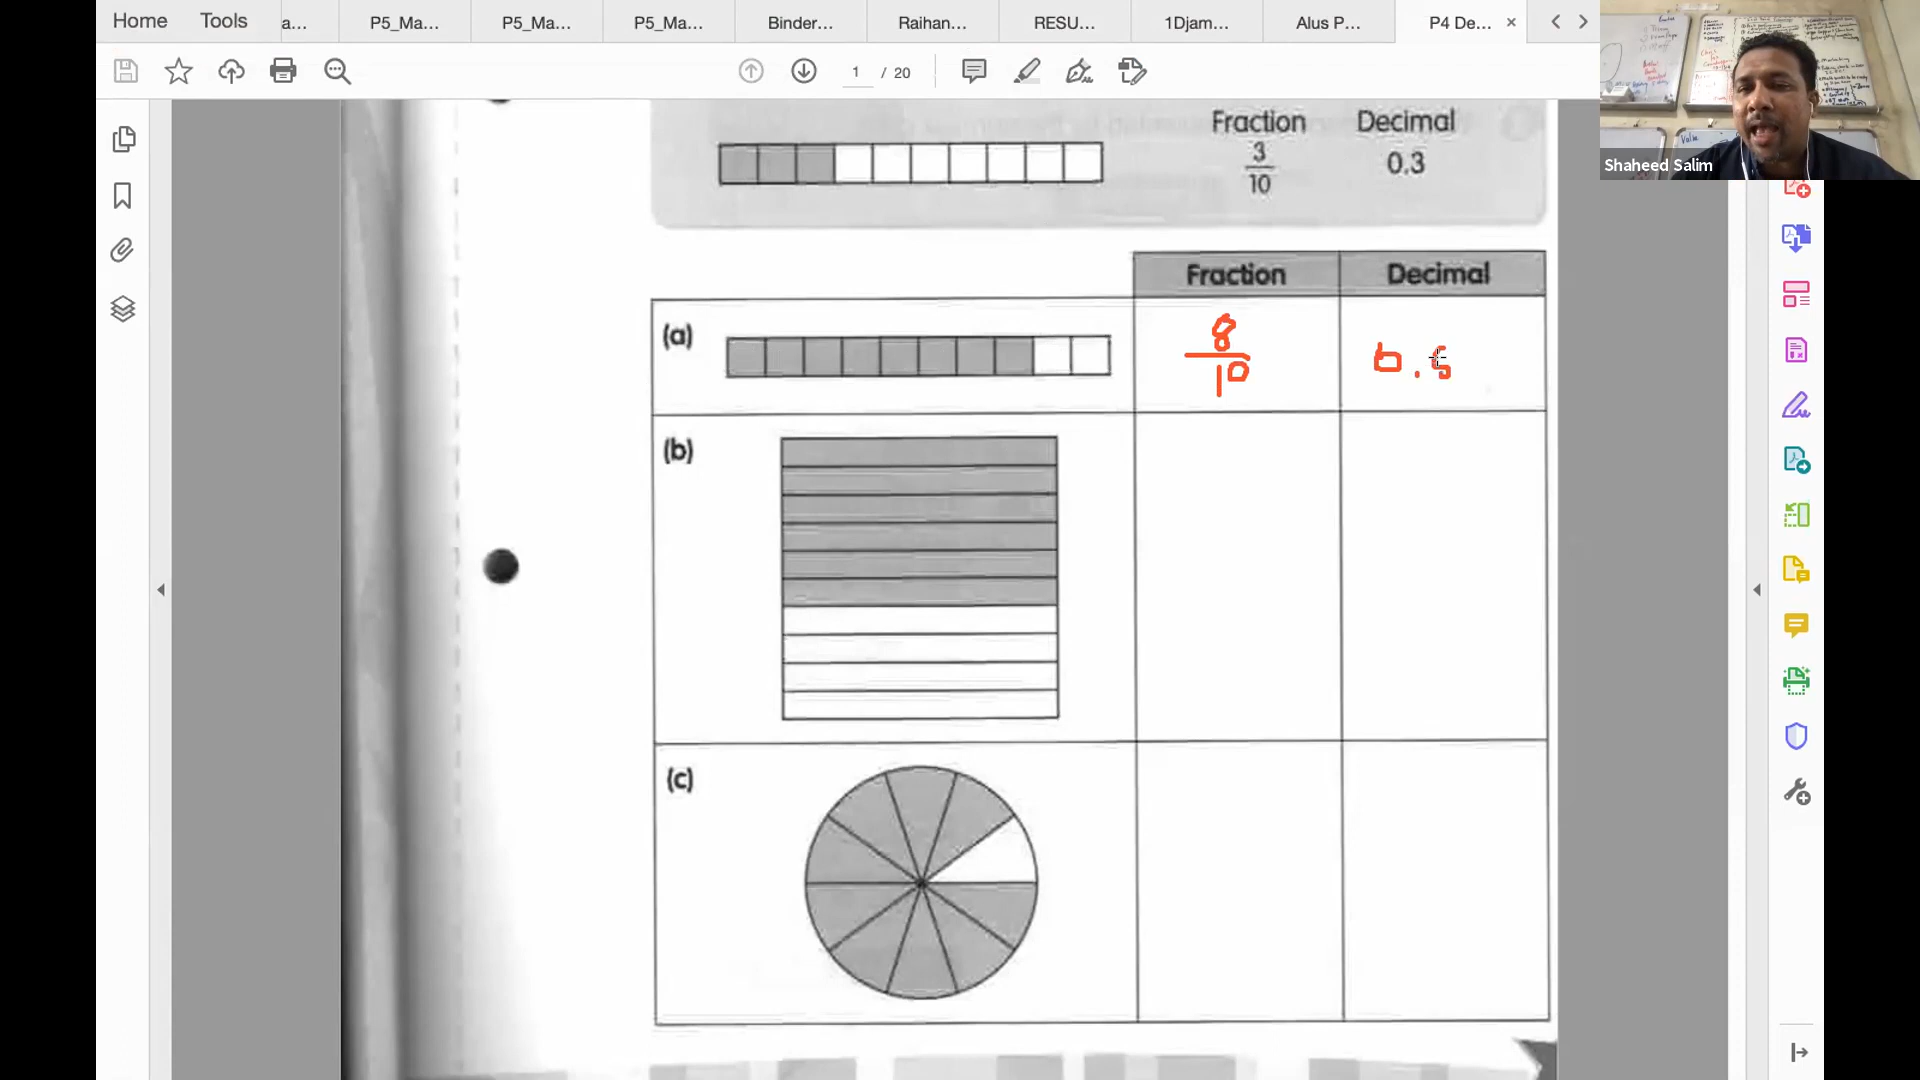 Home Tools a... P5_Ma... P5_Ma... P5_Ma... Binder... Raihan... RESU... 1Djam... Alus P... P4 De... ×
1 / 20
Shaheed Salim
Fraction Decimal
3/10 0.3
Fraction Decimal
(a) 8/10
(b)
(c)